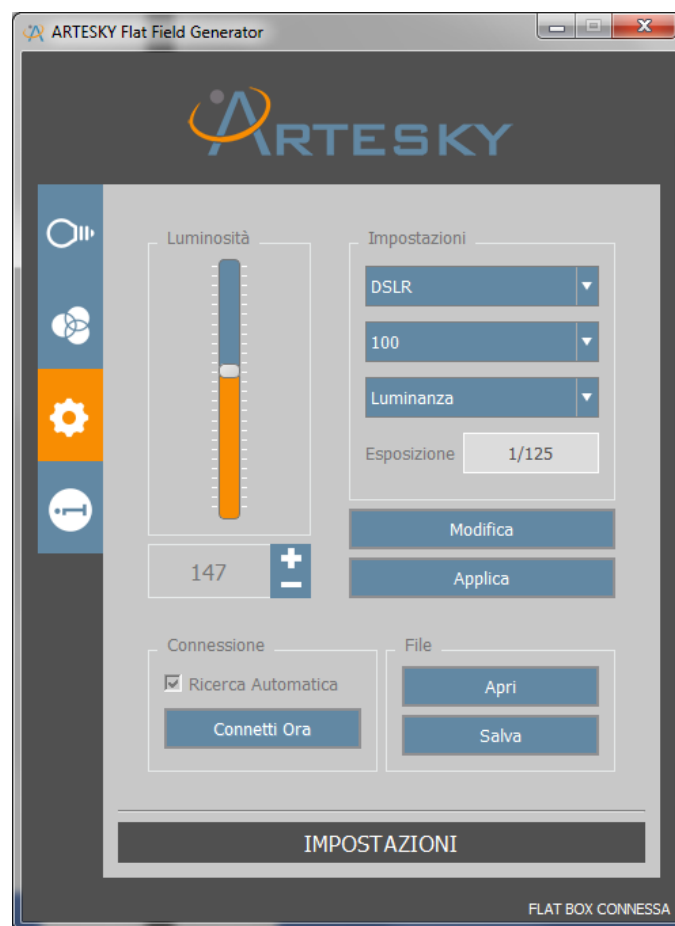 ARTESKY Flat Field Generator
ARTESKY
Luminosità
147
Impostazioni
DSLR
100
Luminanza
Esposizione 1/125
Modifica
Applica
Connessione
Ricerca Automatica
Connetti Ora
File
Apri
Salva
IMPOSTAZIONI
FLAT BOX CONNESSA